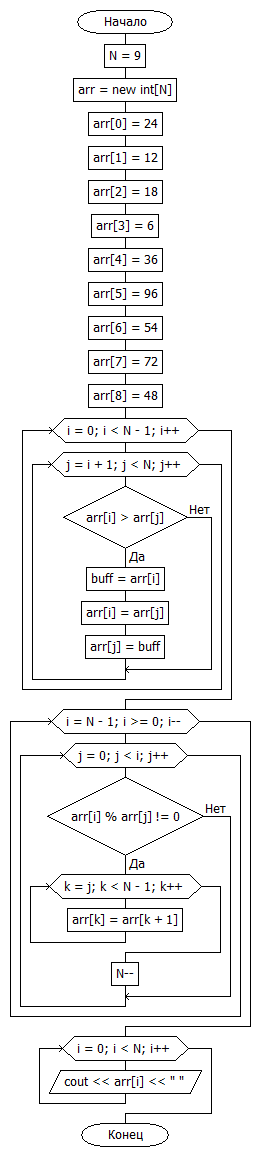 Начало
N = 9
arr = new int[N]
arr[0] = 24
arr[1] = 12
arr[2] = 18
arr[3] = 6
arr[4] = 36
arr[5] = 96
arr[6] = 54
arr[7] = 72
arr[8] = 48
i = 0; i < N - 1; i++
j = i + 1; j < N; j++
arr[i] > arr[j]
Нет
Да
buff = arr[i]
arr[i] = arr[j]
arr[j] = buff
i = N - 1; i >= 0; i--
j = 0; j < i; j++
arr[i] % arr[j] != 0
Нет
Да
k = j; k < N - 1; k++
arr[k] = arr[k + 1]
N--
i = 0; i < N; i++
cout << arr[i] << " "
Конец